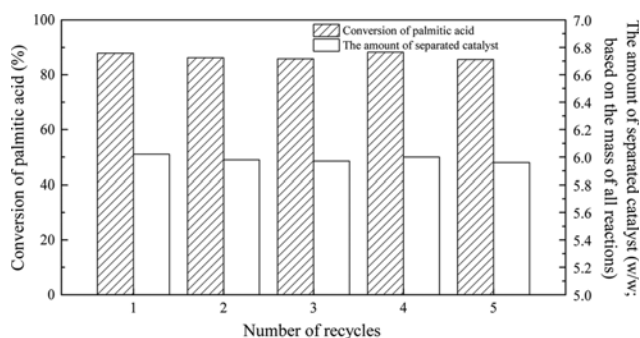 Conversion of palmitic acid
The amount of separated catalyst
Conversion of palmitic acid (%)
100
80
60
40
20
0
7.0
6.8
6.6
6.4
6.2
6.0
5.8
5.6
5.4
5.2
5.0
The amount of separated catalyst (w/w;
based on the mass of all reactions)
1 2 3 4 5
Number of recycles